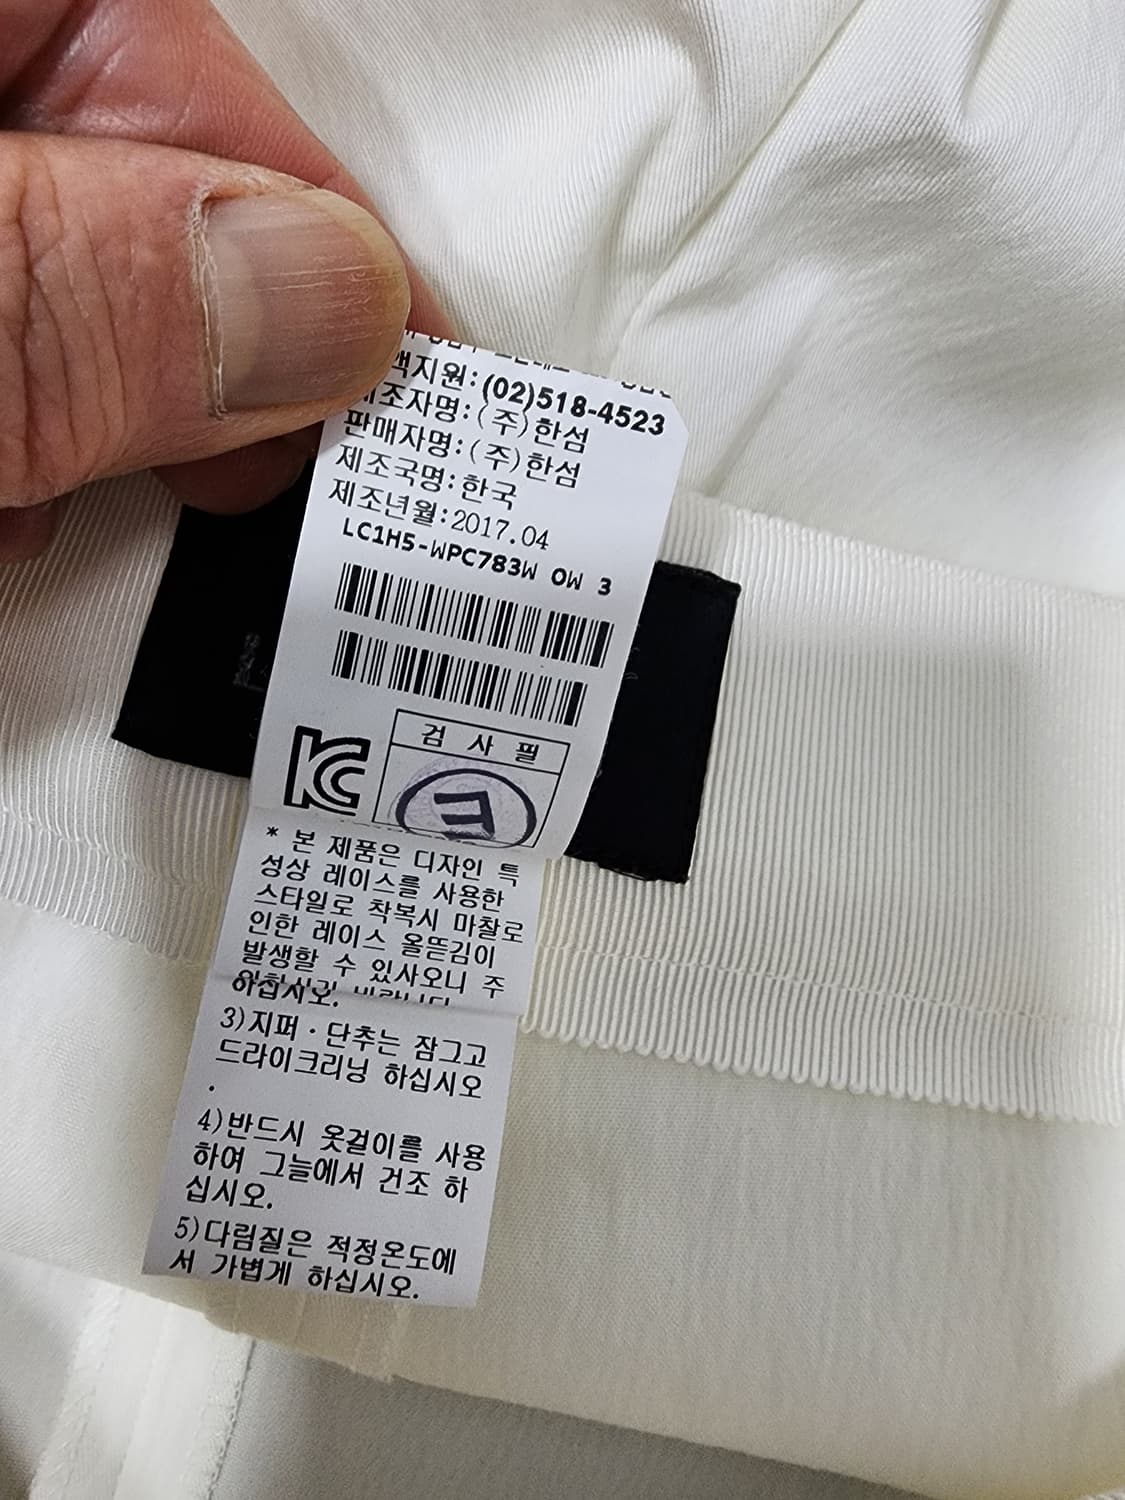 객지원:(02)518-4523
제조자명:(주)한섬
판매자명:(주)한섬
제조국명:한국
제조년월:2017.04
LC1H5-WPC783W OW 3
KC
검 사 필
* 본 제품은 디자인 특
성상 레이스를 사용한
스타일로 착복시 마찰로
인한 레이스 올뜯김이
발생할 수 있사오니 주
하십시오.
3)지퍼·단추는 잠그고
드라이크리닝 하십시오
.
4)반드시 옷걸이를 사용
하여 그늘에서 건조 하
십시오.
5)다림질은 적정온도에
서 가볍게 하십시오.